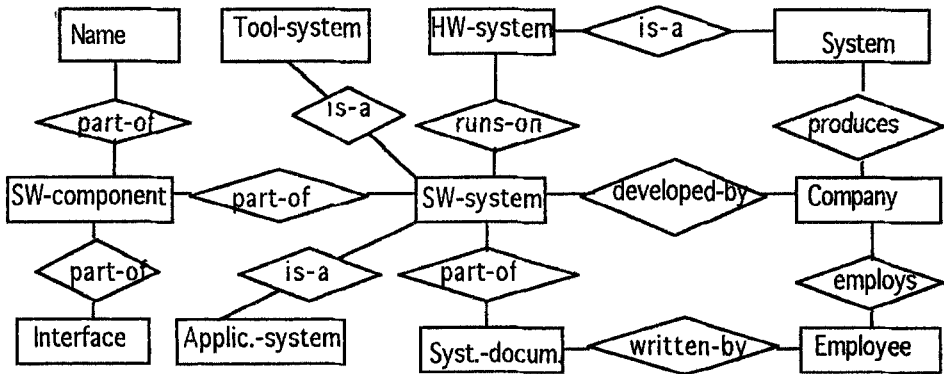 Name
Tool-system
HW-system
is-a
System
part-of
is-a
runs-on
produces
SW-component
part-of
SW-system
developed-by
Company
part-of
is-a
part-of
employs
Interface
Applic.-system
Syst.-docum.
written-by
Employee